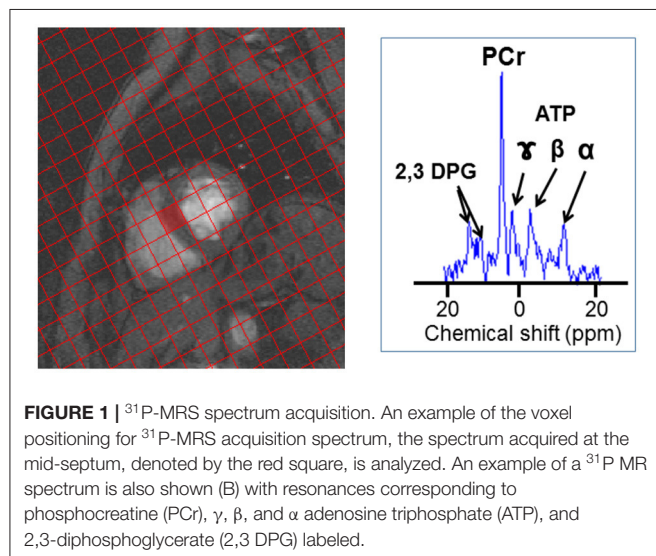 PCr
ATP
ɤ β α
2,3 DPG
20 0 20
Chemical shift (ppm)
FIGURE 1 | ³¹P-MRS spectrum acquisition. An example of the voxel
positioning for ³¹P-MRS acquisition spectrum, the spectrum acquired at the
mid-septum, denoted by the red square, is analyzed. An example of a ³¹P MR
spectrum is also shown (B) with resonances corresponding to
phosphocreatine (PCr), γ, β, and α adenosine triphosphate (ATP), and
2,3-diphosphoglycerate (2,3 DPG) labeled.